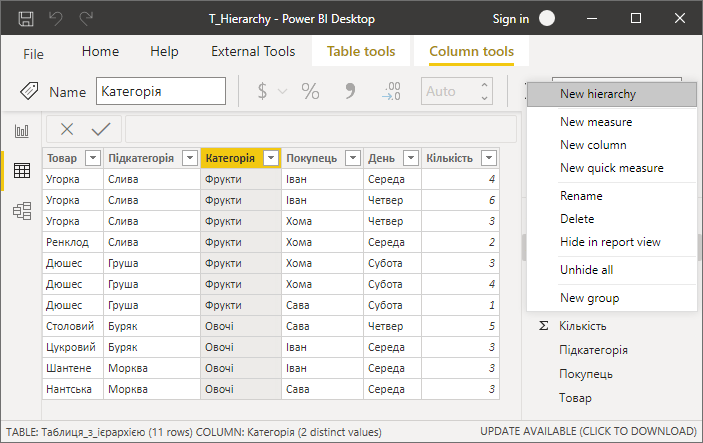 T_Hierarchy - Power BI Desktop Sign in
File Home Help External Tools Table tools Column tools
Name Категорія $ % Auto
New hierarchy
New measure
New column
New quick measure
Rename
Delete
Hide in report view
Unhide all
New group
Товар Підкатегорія Категорія Покупець День Кількість
Угорка Слива Фрукти Іван Середа 4
Угорка Слива Фрукти Іван Четвер 6
Угорка Слива Фрукти Хома Четвер 3
Ренклод Слива Фрукти Хома Середа 2
Дюшес Груша Фрукти Хома Субота 3
Дюшес Груша Фрукти Хома Субота 4
Дюшес Груша Фрукти Сава Субота 1
Столовий Буряк Овочі Сава Четвер 5
Цукровий Буряк Овочі Іван Середа 3
Шантене Морква Овочі Іван Середа 3
Нантська Морква Овочі Сава Середа 3
Σ Кількість
Підкатегорія
Покупець
Товар
TABLE: Таблиця_з_ієрархією (11 rows) COLUMN: Категорія (2 distinct values) UPDATE AVAILABLE (CLICK TO DOWNLOAD)